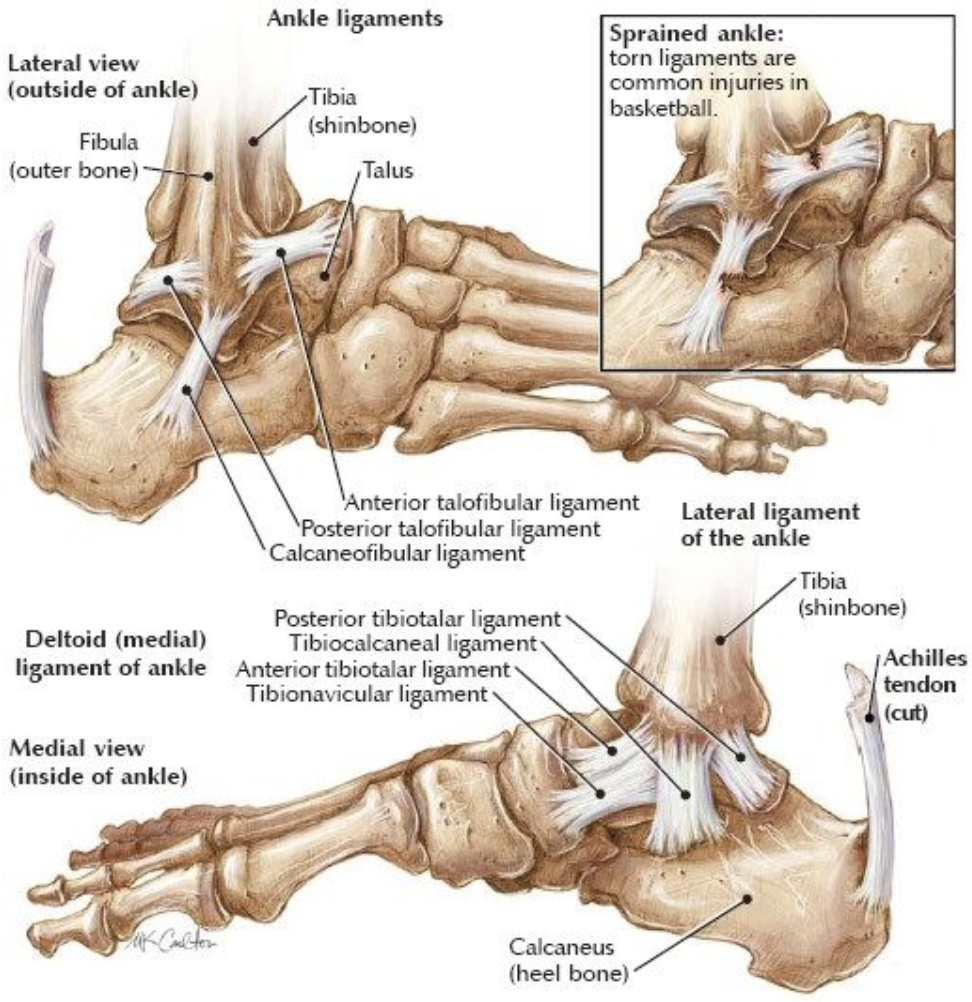 Ankle ligaments
Lateral view
(outside of ankle)
Tibia
(shinbone)
Fibula
(outer bone)
Talus
Sprained ankle:
torn ligaments are
common injuries in
basketball.
Anterior talofibular ligament
Posterior talofibular ligament
Calcaneofibular ligament
Lateral ligament
of the ankle
Tibia
(shinbone)
Deltoid (medial)
ligament of ankle
Posterior tibiotalar ligament
Tibiocalcaneal ligament
Anterior tibiotalar ligament
Tibionavicular ligament
Achilles
tendon
(cut)
Medial view
(inside of ankle)
Calcaneus
(heel bone)